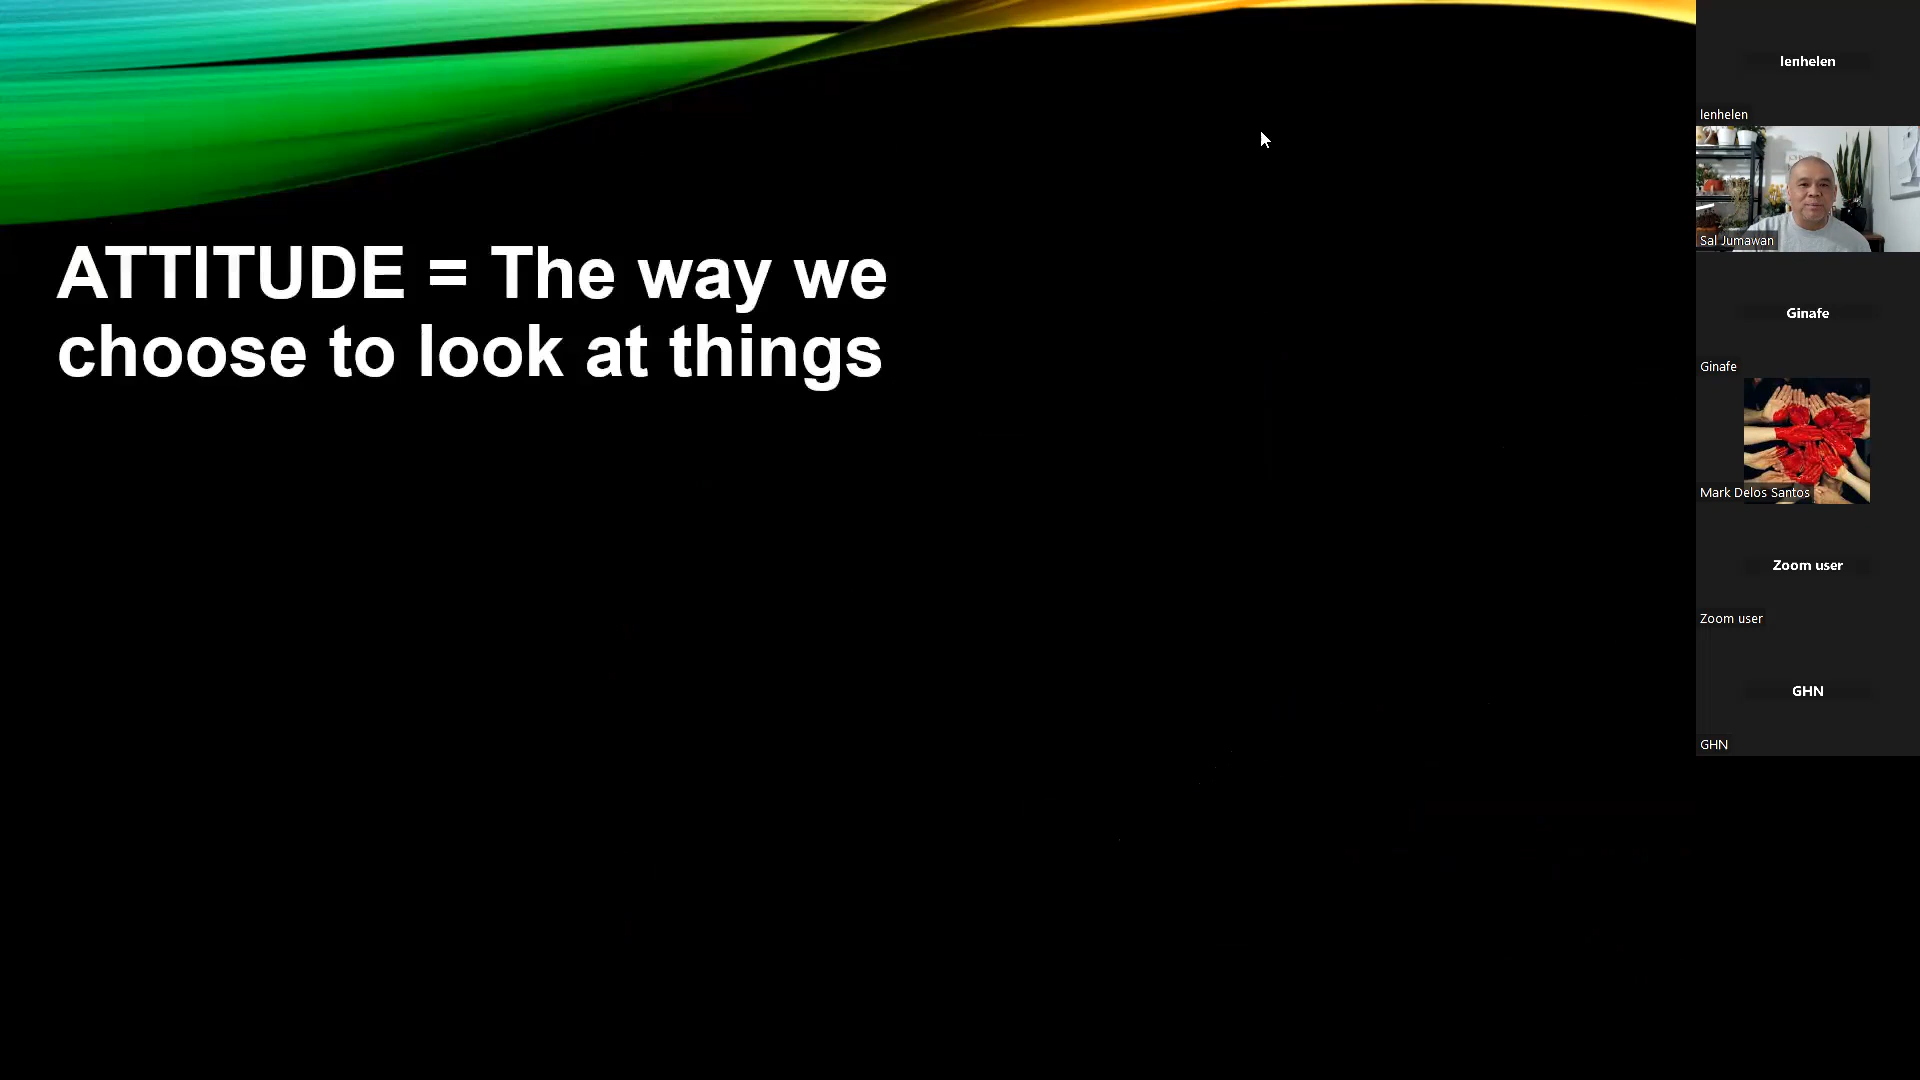 ATTITUDE = The way we
choose to look at things
lenhelen
lenhelen
Sal Jumawan
Ginafe
Ginafe
Mark Delos Santos
Zoom user
Zoom user
GHN
GHN